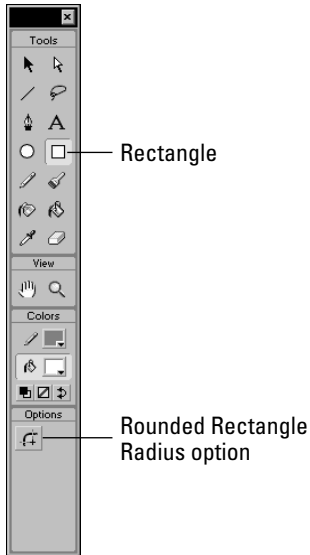 Tools
A
Rectangle
View
Colors
Options
Rounded Rectangle
Radius option